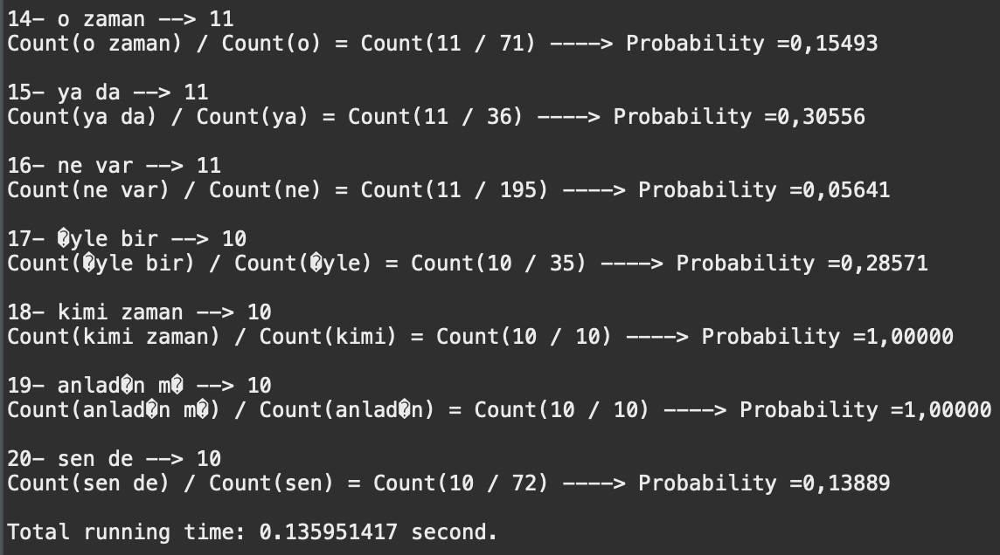 14- o zaman --> 11
Count(o zaman) / Count(o) = Count(11 / 71) ----> Probability =0,15493
15- ya da --> 11
Count(ya da) / Count(ya) = Count(11 / 36) ----> Probability =0,30556
16- ne var --> 11
Count(ne var) / Count(ne) = Count(11 / 195) ----> Probability =0,05641
17- �yle bir --> 10
Count(�yle bir) / Count(�yle) = Count(10 / 35) ----> Probability =0,28571
18- kimi zaman --> 10
Count(kimi zaman) / Count(kimi) = Count(10 / 10) ----> Probability =1,00000
19- anlad�n m� --> 10
Count(anlad�n m�) / Count(anlad�n) = Count(10 / 10) ----> Probability =1,00000
20- sen de --> 10
Count(sen de) / Count(sen) = Count(10 / 72) ----> Probability =0,13889
Total running time: 0.135951417 second.